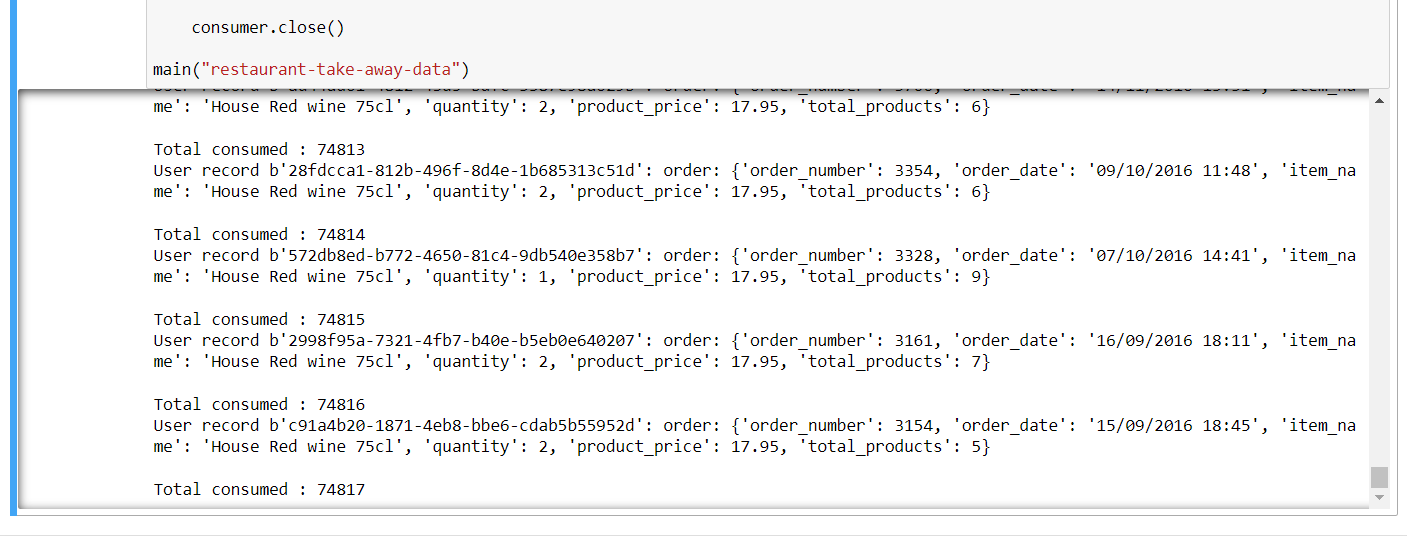 consumer.close()
main("restaurant-take-away-data")
me': 'House Red wine 75cl', 'quantity': 2, 'product_price': 17.95, 'total_products': 6}
Total consumed : 74813
User record b'28fdcca1-812b-496f-8d4e-1b685313c51d': order: {'order_number': 3354, 'order_date': '09/10/2016 11:48', 'item_na
me': 'House Red wine 75cl', 'quantity': 2, 'product_price': 17.95, 'total_products': 6}
Total consumed : 74814
User record b'572db8ed-b772-4650-81c4-9db540e358b7': order: {'order_number': 3328, 'order_date': '07/10/2016 14:41', 'item_na
me': 'House Red wine 75cl', 'quantity': 1, 'product_price': 17.95, 'total_products': 9}
Total consumed : 74815
User record b'2998f95a-7321-4fb7-b40e-b5eb0e640207': order: {'order_number': 3161, 'order_date': '16/09/2016 18:11', 'item_na
me': 'House Red wine 75cl', 'quantity': 2, 'product_price': 17.95, 'total_products': 7}
Total consumed : 74816
User record b'c91a4b20-1871-4eb8-bbe6-cdab5b55952d': order: {'order_number': 3154, 'order_date': '15/09/2016 18:45', 'item_na
me': 'House Red wine 75cl', 'quantity': 2, 'product_price': 17.95, 'total_products': 5}
Total consumed : 74817